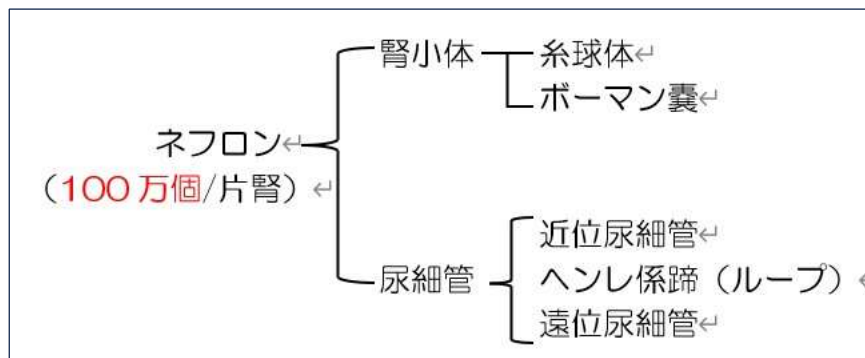 腎小体
糸球体↵
ボーマン嚢↵
ネフロン↵
（100万個/片腎）↵
尿細管
近位尿細管↵
ヘンレ係蹄（ループ）↵
遠位尿細管↵